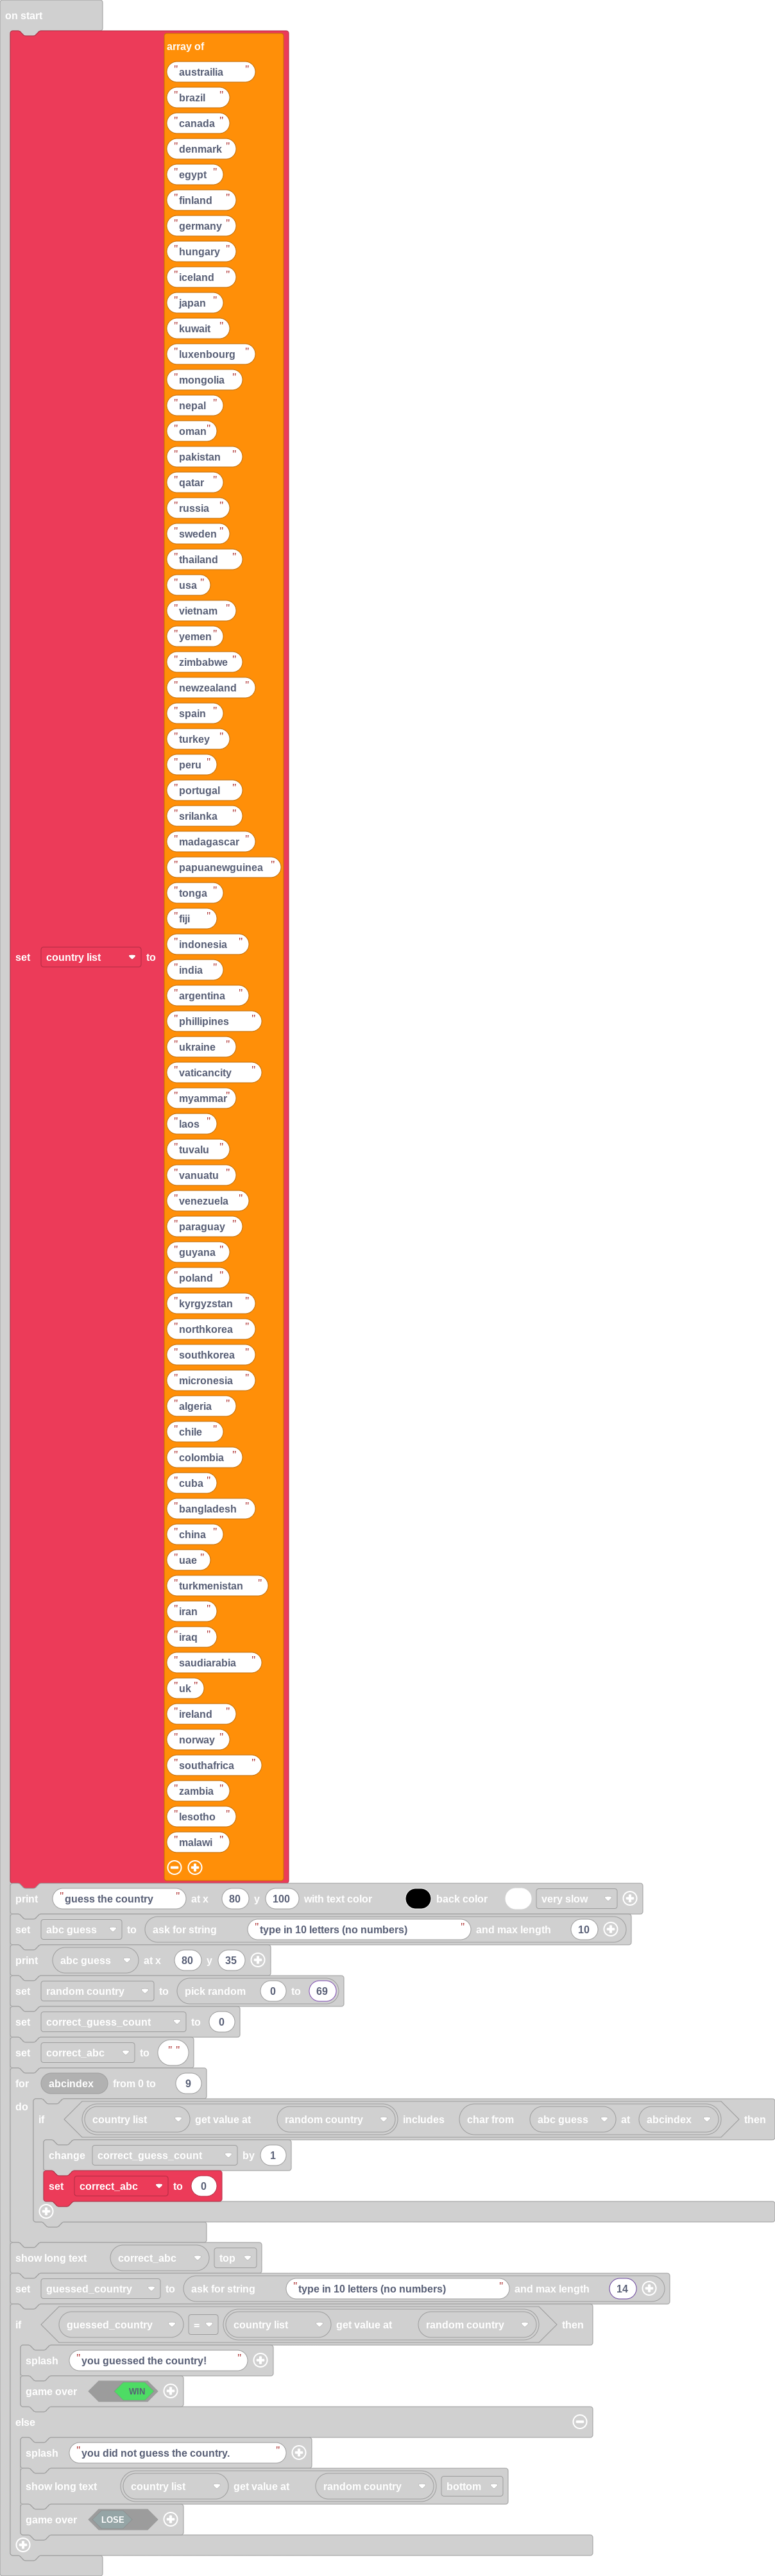 on start
array of
"austrailia"
"brazil"
"canada"
"denmark"
"egypt"
"finland"
"germany"
"hungary"
"iceland"
"japan"
"kuwait"
"luxenbourg"
"mongolia"
"nepal"
"oman"
"pakistan"
"qatar"
"russia"
"sweden"
"thailand"
"usa"
"vietnam"
"yemen"
"zimbabwe"
"newzealand"
"spain"
"turkey"
"peru"
"portugal"
"srilanka"
"madagascar"
"papuanewguinea"
"tonga"
"fiji"
"indonesia"
set country list to
"india"
"argentina"
"phillipines"
"ukraine"
"vaticancity"
"myammar"
"laos"
"tuvalu"
"vanuatu"
"venezuela"
"paraguay"
"guyana"
"poland"
"kyrgyzstan"
"northkorea"
"southkorea"
"micronesia"
"algeria"
"chile"
"colombia"
"cuba"
"bangladesh"
"china"
"uae"
"turkmenistan"
"iran"
"iraq"
"saudiarabia"
"uk"
"ireland"
"norway"
"southafrica"
"zambia"
"lesotho"
"malawi"
print "guess the country" at x 80 y 100 with text color back color very slow
set abc guess to ask for string "type in 10 letters (no numbers)" and max length 10
print abc guess at x 80 y 35
set random country to pick random 0 to 69
set correct_guess_count to 0
set correct_abc to " "
for abcindex from 0 to 9
do
if country list get value at random country includes char from abc guess at abcindex then
change correct_guess_count by 1
set correct_abc to 0
show long text correct_abc top
set guessed_country to ask for string "type in 10 letters (no numbers)" and max length 14
if guessed_country = country list get value at random country then
splash "you guessed the country!"
game over WIN
else
splash "you did not guess the country."
show long text country list get value at random country bottom
game over LOSE